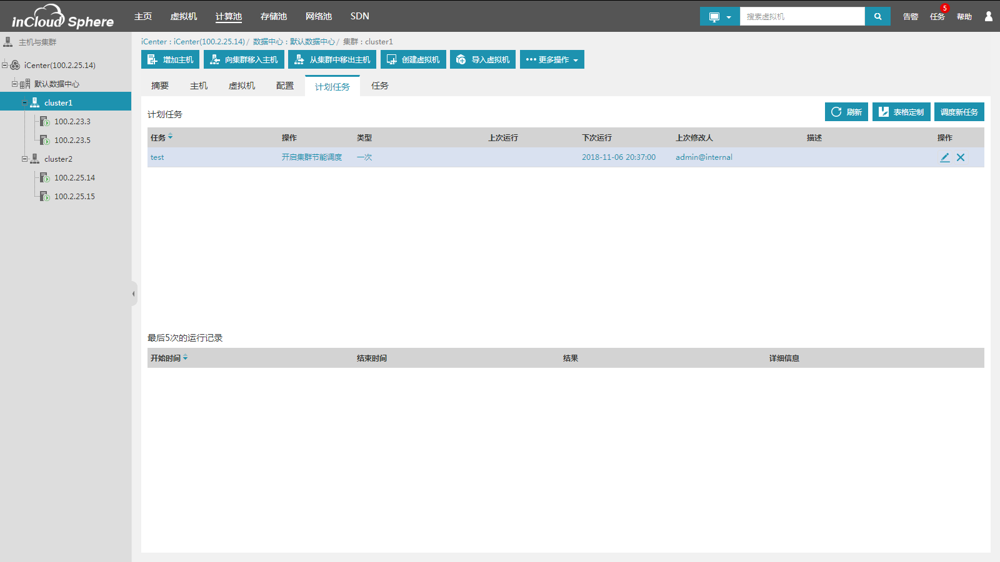 inCloud Sphere 主页 虚拟机 计算池 存储池 网络池 SDN 搜索虚拟机 告警 任务 5 帮助
主机与集群
iCenter(100.2.25.14)
默认数据中心
cluster1
100.2.23.3
100.2.23.5
cluster2
100.2.25.14
100.2.25.15
iCenter : iCenter(100.2.25.14) / 数据中心 : 默认数据中心 / 集群 : cluster1
增加主机 向集群移入主机 从集群中移出主机 创建虚拟机 导入虚拟机 更多操作
摘要 主机 虚拟机 配置 计划任务 任务
计划任务 刷新 表格定制 调度新任务
任务 操作 类型 上次运行 下次运行 上次修改人 描述 操作
test 开启集群节能调度 一次 2018-11-06 20:37:00 admin@internal
最后5次的运行记录
开始时间 结束时间 结果 详细信息